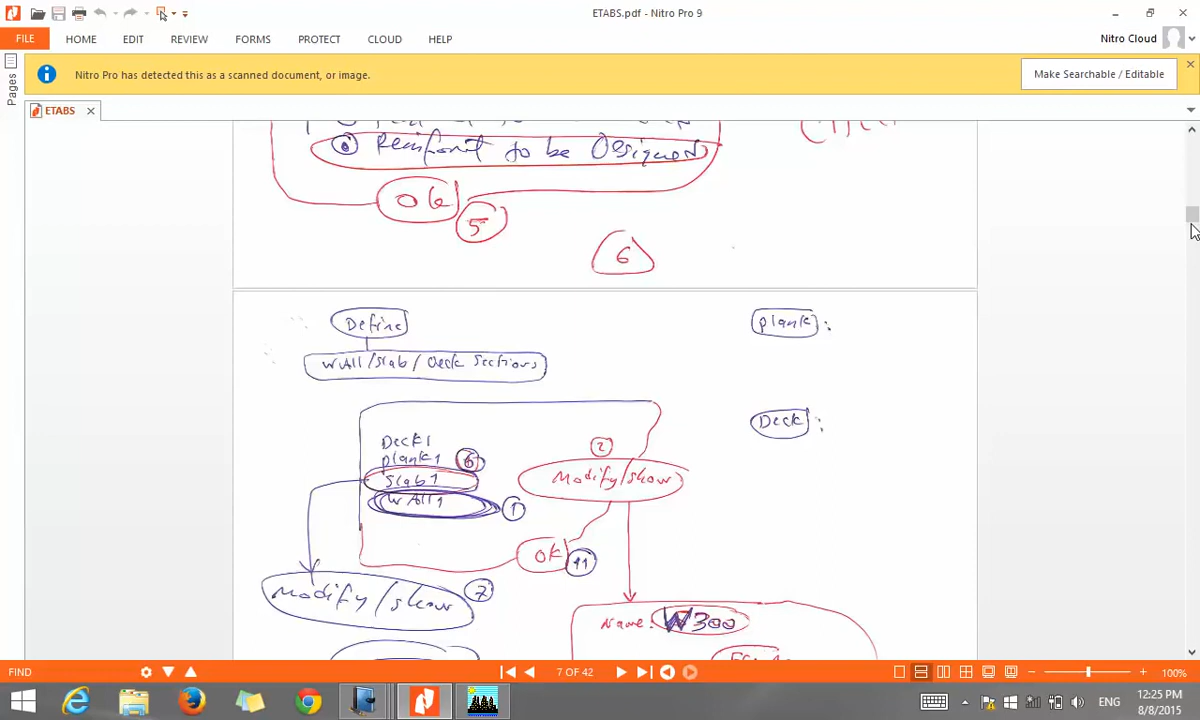 ETABS.pdf - Nitro Pro 9
FILE HOME EDIT REVIEW FORMS PROTECT CLOUD HELP
Nitro Cloud
Nitro Pro has detected this as a scanned document, or image.
Make Searchable / Editable
Pages
ETABS
to be
OK
5
6
Define
plank:
WAll/Slab/Deck Sections
Deck:
Deck1
plank1 6
Slab1
WAll1 1
2
Modify/show
OK 11
Modify/show 7
Name: W300
FIND
7 OF 42
100%
ENG
12:25 PM
8/8/2015